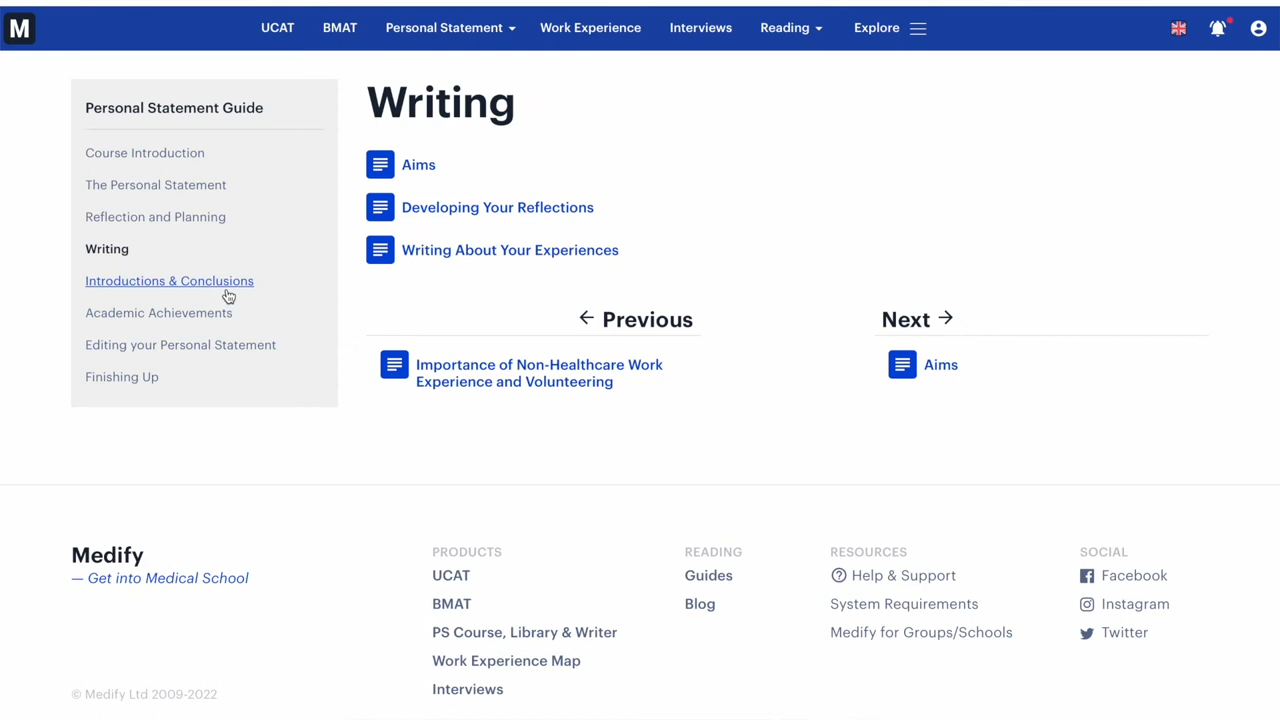 M
UCAT BMAT Personal Statement Work Experience Interviews Reading Explore
Personal Statement Guide
Course Introduction
The Personal Statement
Reflection and Planning
Writing
Introductions & Conclusions
Academic Achievements
Editing your Personal Statement
Finishing Up
Writing
Aims
Developing Your Reflections
Writing About Your Experiences
← Previous
Importance of Non-Healthcare Work
Experience and Volunteering
Next →
Aims
Medify
— Get into Medical School
© Medify Ltd 2009-2022
PRODUCTS
UCAT
BMAT
PS Course, Library & Writer
Work Experience Map
Interviews
READING
Guides
Blog
RESOURCES
Help & Support
System Requirements
Medify for Groups/Schools
SOCIAL
Facebook
Instagram
Twitter